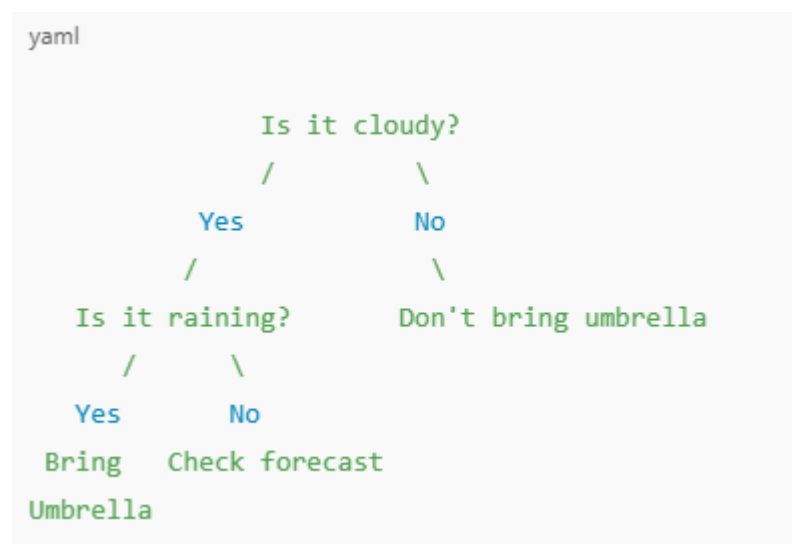 yaml
Is it cloudy?
/ \
Yes No
/ \
Is it raining? Don't bring umbrella
/ \
Yes No
Bring Check forecast
Umbrella